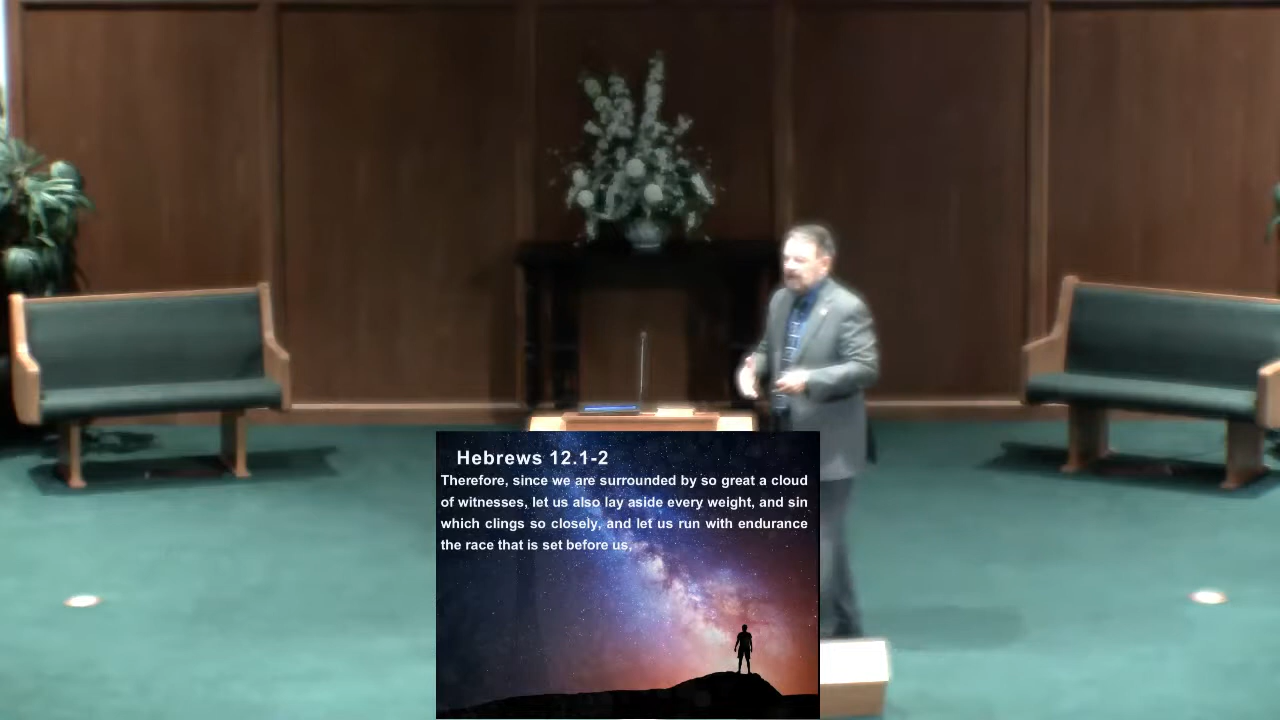 Hebrews 12.1-2
Therefore, since we are surrounded by so great a cloud
of witnesses, let us also lay aside every weight, and sin
which clings so closely, and let us run with endurance
the race that is set before us,